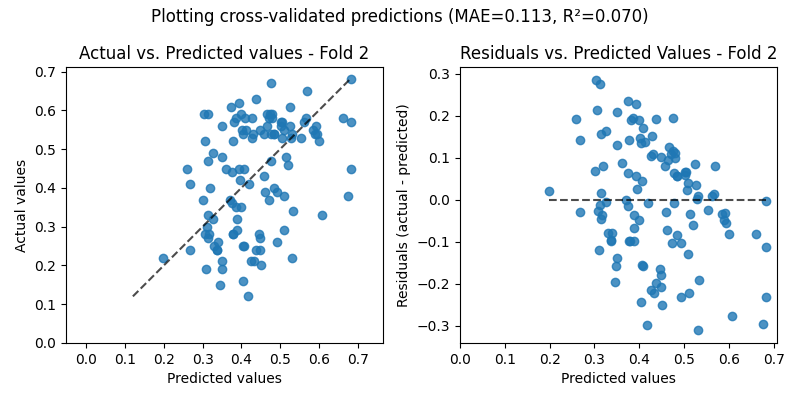 Plotting cross-validated predictions (MAE=0.113, R²=0.070)
Actual vs. Predicted values - Fold 2
Actual values
0.7
0.6
0.5
0.4
0.3
0.2
0.1
0.0
0.0 0.1 0.2 0.3 0.4 0.5 0.6 0.7
Predicted values
Residuals vs. Predicted Values - Fold 2
Residuals (actual - predicted)
0.3
0.2
0.1
0.0
−0.1
−0.2
−0.3
0.0 0.1 0.2 0.3 0.4 0.5 0.6 0.7
Predicted values